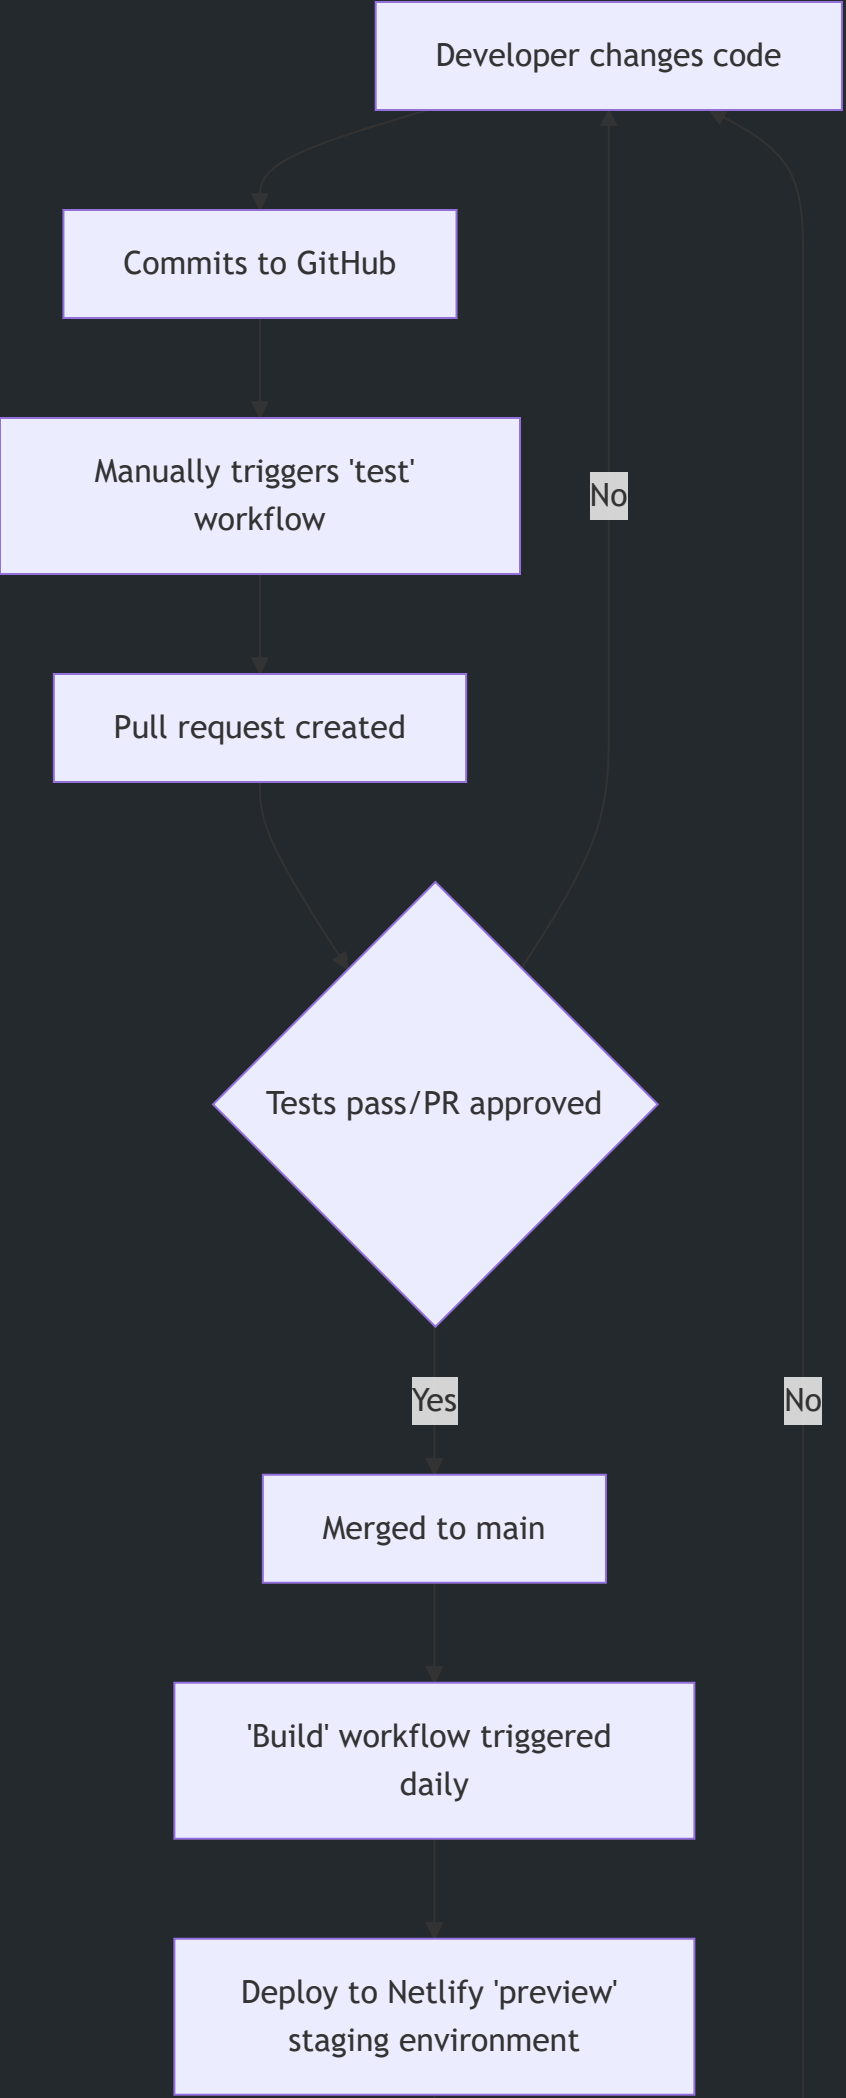 Developer changes code
Commits to GitHub
Manually triggers 'test'
workflow
No
Pull request created
Tests pass/PR approved
Yes
No
Merged to main
'Build' workflow triggered
daily
Deploy to Netlify 'preview'
staging environment